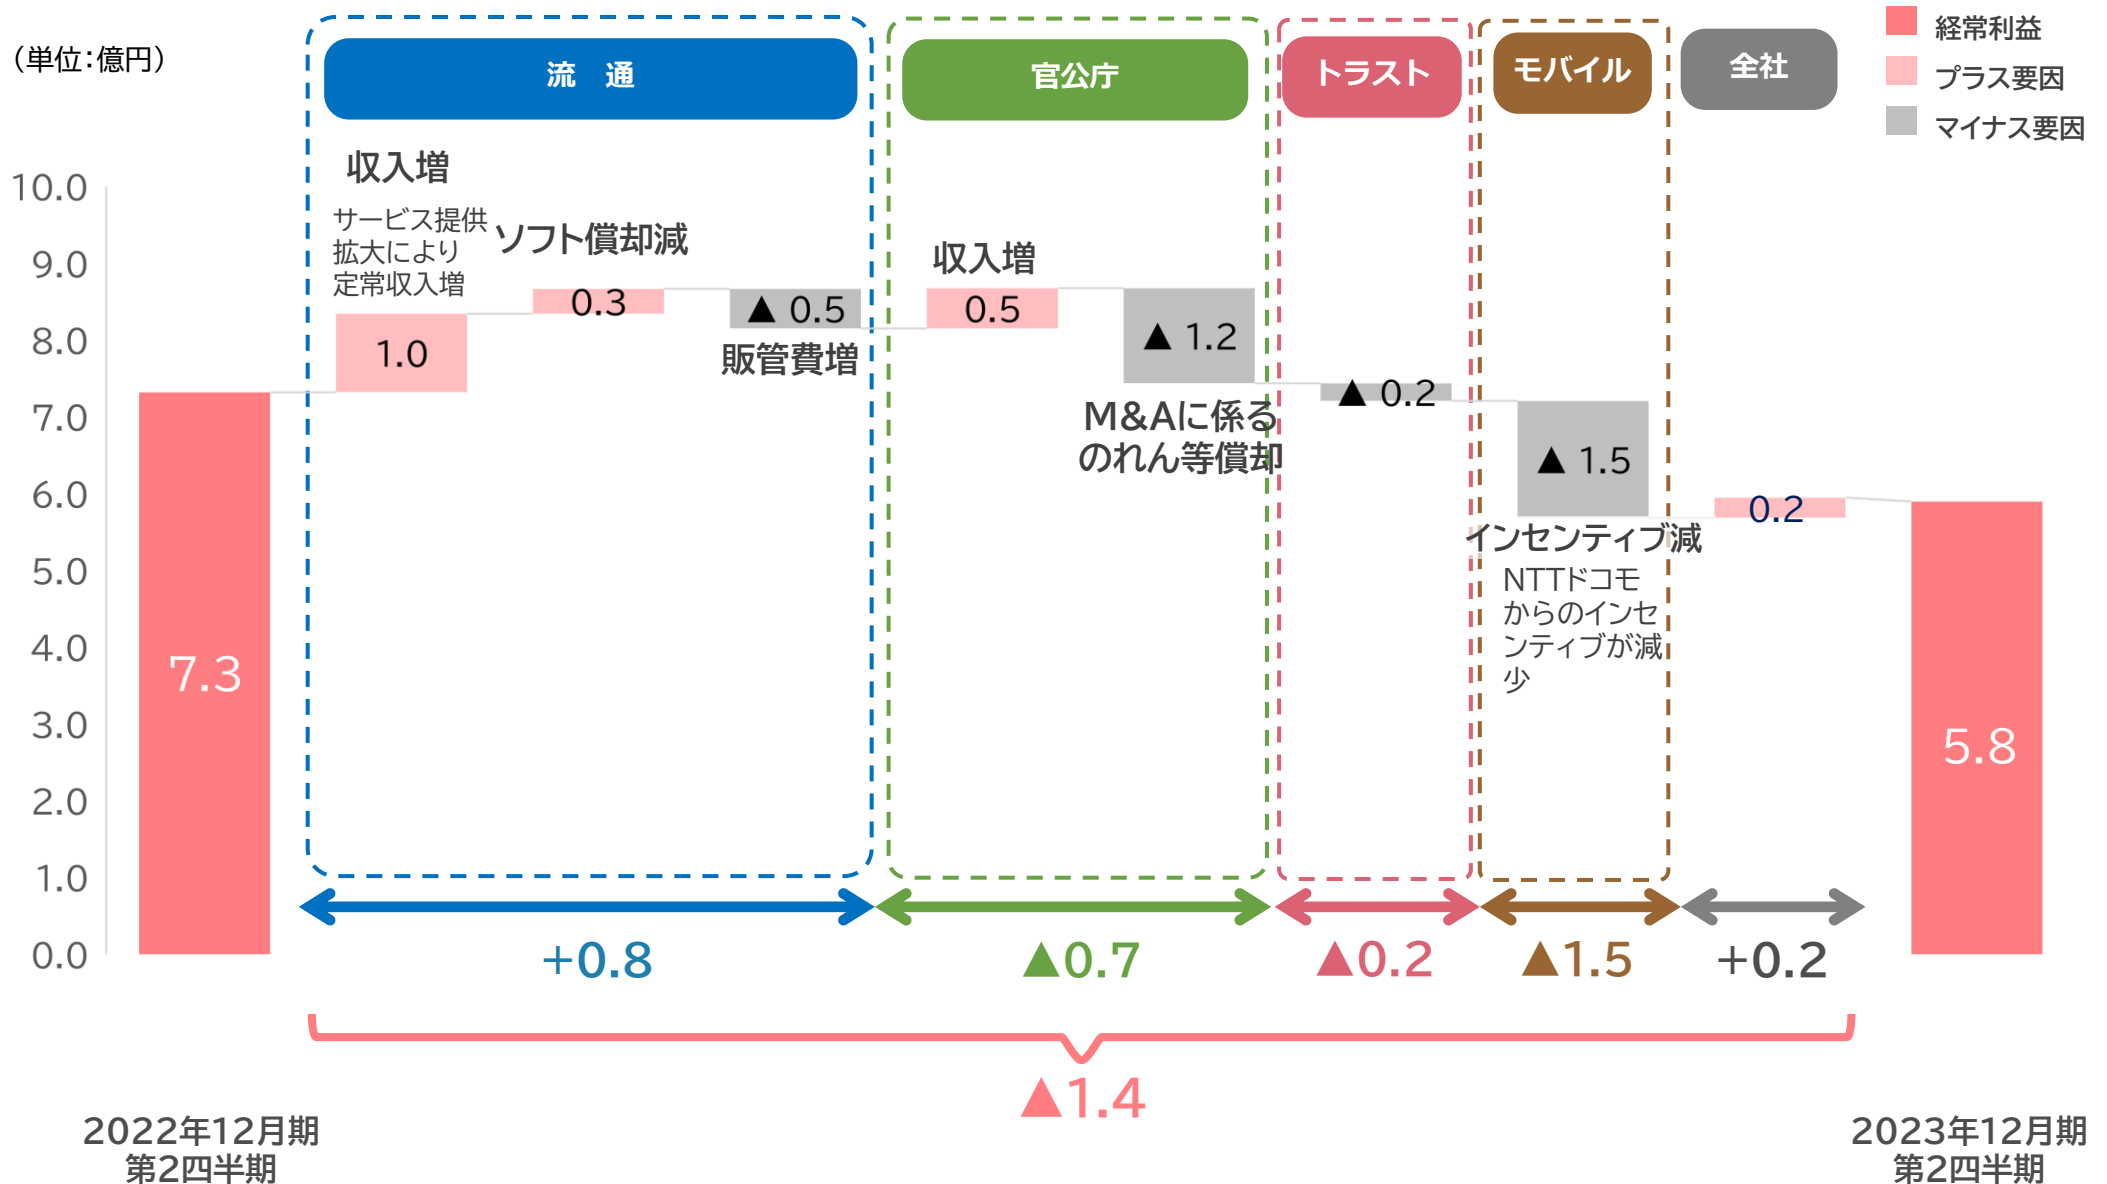 （単位：億円）
流　通
官公庁
トラスト
モバイル
全社
経常利益
プラス要因
マイナス要因
10.0
9.0
8.0
7.0
6.0
5.0
4.0
3.0
2.0
1.0
0.0
7.3
収入増
サービス提供
拡大により
定常収入増
1.0
ソフト償却減
0.3
▲ 0.5
販管費増
収入増
0.5
▲ 1.2
M&Aに係る
のれん等償却
▲ 0.2
▲ 1.5
インセンティブ減
NTTドコモ
からのインセ
ンティブが減
少
0.2
5.8
+0.8
▲0.7
▲0.2
▲1.5
+0.2
▲1.4
2022年12月期
第2四半期
2023年12月期
第2四半期